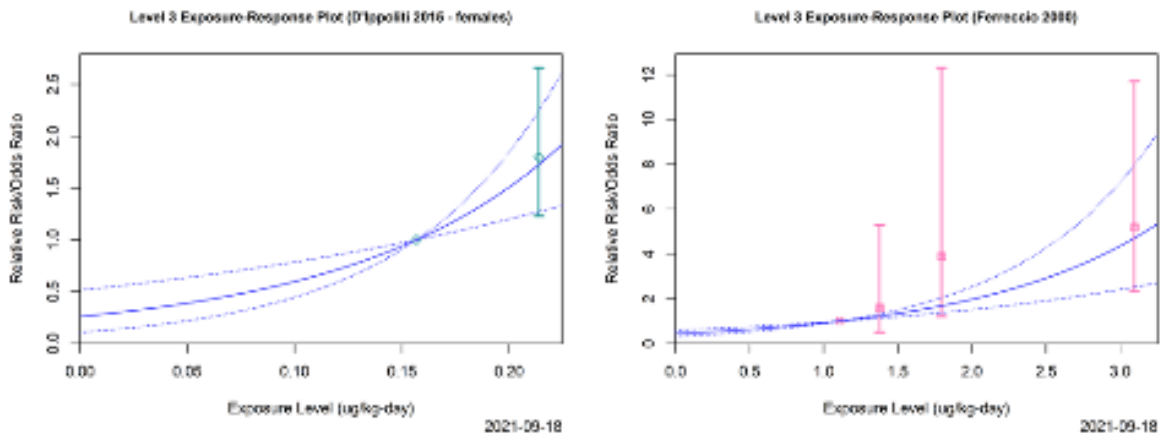 Level 3 Exposure-Response Plot (D'Ippoliti 2015 - females)
Relative Risk/Odds Ratio
2.5
2.0
1.5
1.0
0.5
0.0
0.00 0.05 0.10 0.15 0.20
Exposure Level (ug/kg-day)
2021-09-18
Level 3 Exposure-Response Plot (Ferreccio 2000)
Relative Risk/Odds Ratio
12
10
8
6
4
2
0
0.0 0.5 1.0 1.5 2.0 2.5 3.0
Exposure Level (ug/kg-day)
2021-09-18